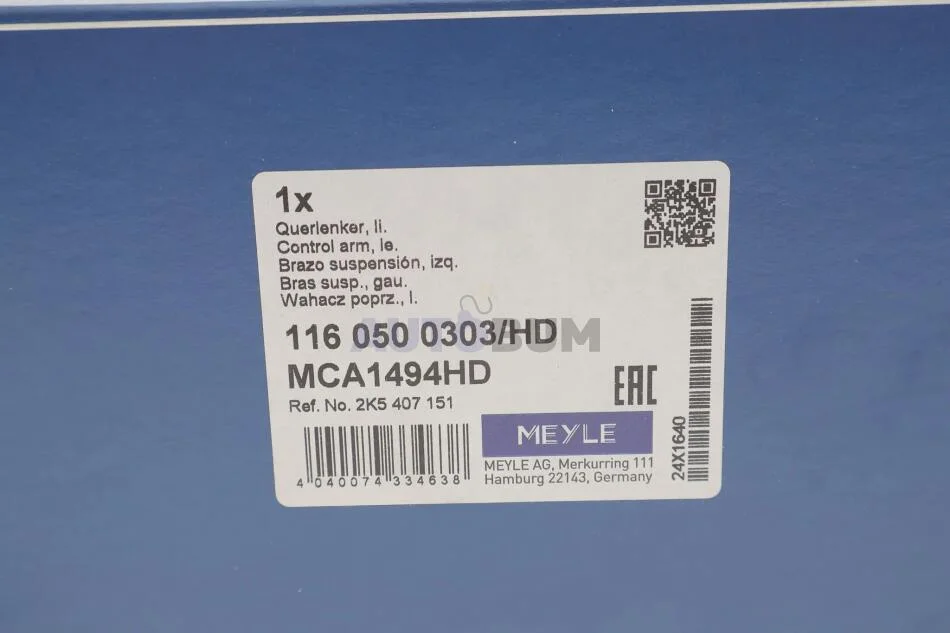 1x
Querlenker, li.
Control arm, le.
Brazo suspensión, izq.
Bras susp., gau.
Wahacz poprz., l.
116 050 0303/HD
AUTODUM
MCA1494HD
Ref. No. 2K5 407 151
EAC
MEYLE
MEYLE AG, Merkurring 111
Hamburg 22143, Germany
4 040074 334638
24X1640